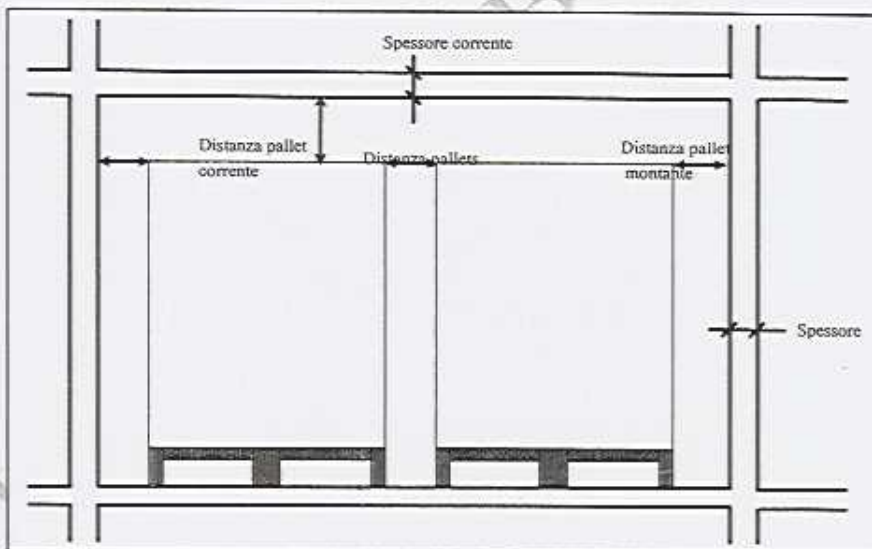 Spessore corrente
Distanza pallet
corrente
Distanza pallets
Distanza pallet
montante
Spessore